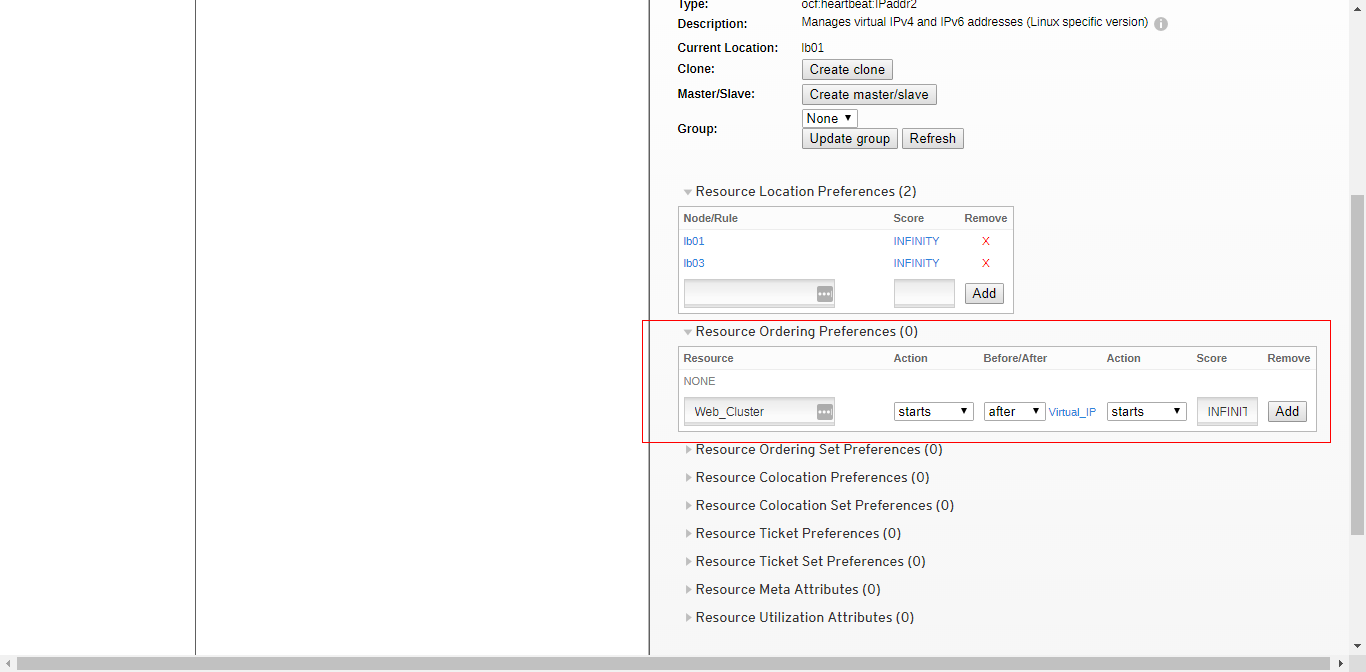 Type: ocf:heartbeat:IPaddr2
Description: Manages virtual IPv4 and IPv6 addresses (Linux specific version)
Current Location: lb01
Clone: Create clone
Master/Slave: Create master/slave
Group: None
Update group Refresh
Resource Location Preferences (2)
Node/Rule Score Remove
lb01 INFINITY X
lb03 INFINITY X
Add
Resource Ordering Preferences (0)
Resource Action Before/After Action Score Remove
NONE
Web_Cluster starts after Virtual_IP starts INFINIT Add
Resource Ordering Set Preferences (0)
Resource Colocation Preferences (0)
Resource Colocation Set Preferences (0)
Resource Ticket Preferences (0)
Resource Ticket Set Preferences (0)
Resource Meta Attributes (0)
Resource Utilization Attributes (0)